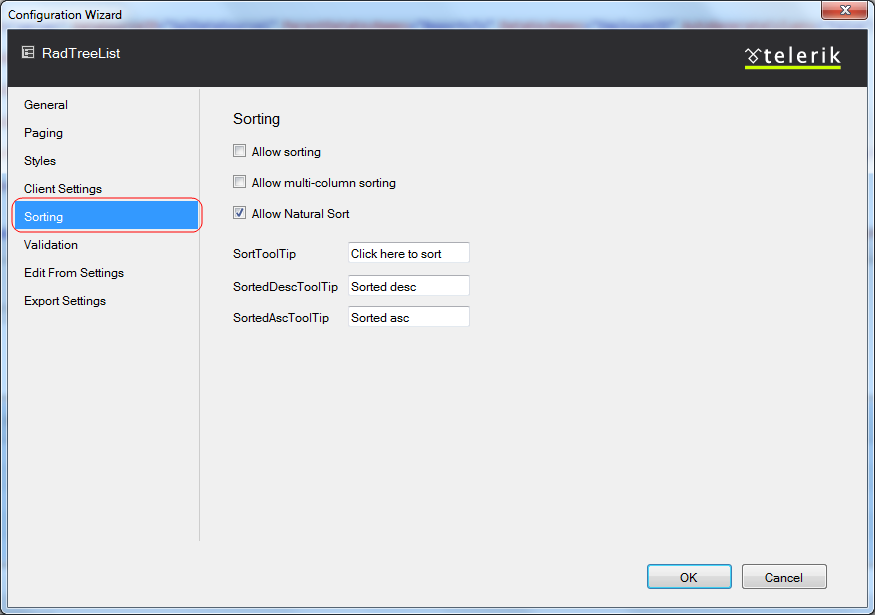 Configuration Wizard
RadTreeList
telerik
General
Paging
Styles
Client Settings
Sorting
Validation
Edit From Settings
Export Settings
Sorting
Allow sorting
Allow multi-column sorting
Allow Natural Sort
SortToolTip Click here to sort
SortedDescToolTip Sorted desc
SortedAscToolTip Sorted asc
OK Cancel